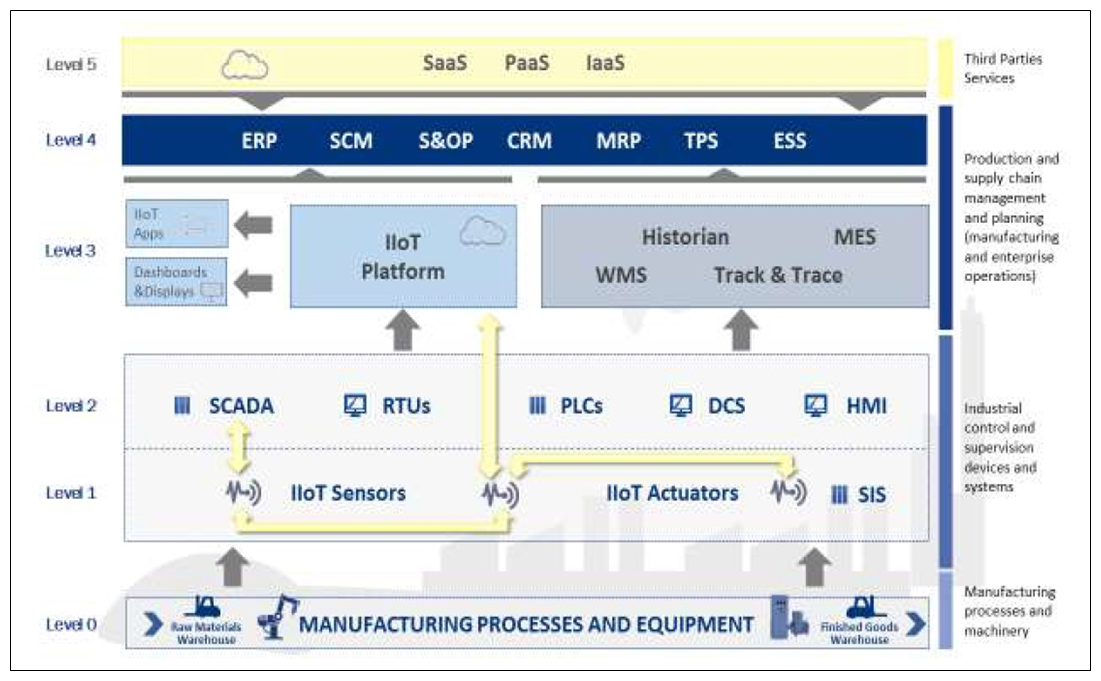 Level 5
SaaS PaaS IaaS
Third Parties
Services
Level 4
ERP SCM S&OP CRM MRP TPS ESS
Production and
supply chain
management
and planning
(manufacturing
and enterprise
operations)
Level 3
IIoT
Apps
Dashboards
&Displays
IIoT
Platform
Historian MES
WMS Track & Trace
Level 2
SCADA RTUs PLCs DCS HMI
Industrial
control and
supervision
devices and
systems
Level 1
IIoT Sensors IIoT Actuators SIS
Level 0
Raw Materials
Warehouse
MANUFACTURING PROCESSES AND EQUIPMENT
Finished Goods
Warehouse
Manufacturing
processes and
machinery